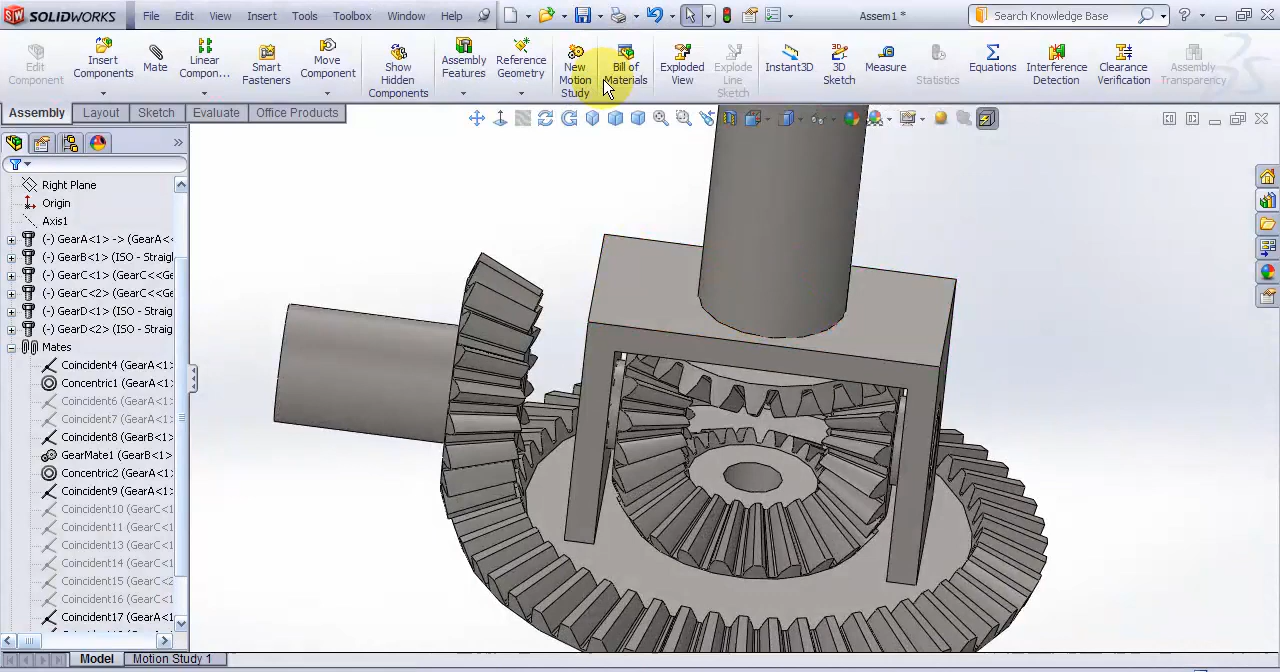 SOLIDWORKS File Edit View Insert Tools Toolbox Window Help Assem1 * Search Knowledge Base
Edit Component
Insert Components
Mate
Linear Compon...
Smart Fasteners
Move Component
Show Hidden Components
Assembly Features
Reference Geometry
New Motion Study
Bill of Materials
Exploded View
Explode Line Sketch
Instant3D
3D Sketch
Measure
Statistics
Equations
Interference Detection
Clearance Verification
Assembly Transparency
Assembly Layout Sketch Evaluate Office Products
Right Plane
Origin
Axis1
(-) GearA<1> -> (GearA<<
(-) GearB<1> (ISO - Straig
(-) GearC<1> (GearC<<Ge
(-) GearC<2> (GearC<<Ge
(-) GearD<1> (ISO - Straig
(-) GearD<2> (ISO - Straig
Mates
Coincident4 (GearA<1>
Concentric1 (GearA<1>
Coincident6 (GearA<1>
Coincident7 (GearA<1>
Coincident8 (GearB<1>
GearMate1 (GearB<1>
Concentric2 (GearA<1>
Coincident9 (GearA<1>
Coincident10 (GearC<1
Coincident11 (GearC<1
Coincident13 (GearC<1
Coincident14 (GearC<1
Coincident15 (GearC<2
Coincident16 (GearC<1
Coincident17 (GearA<1
Model Motion Study 1